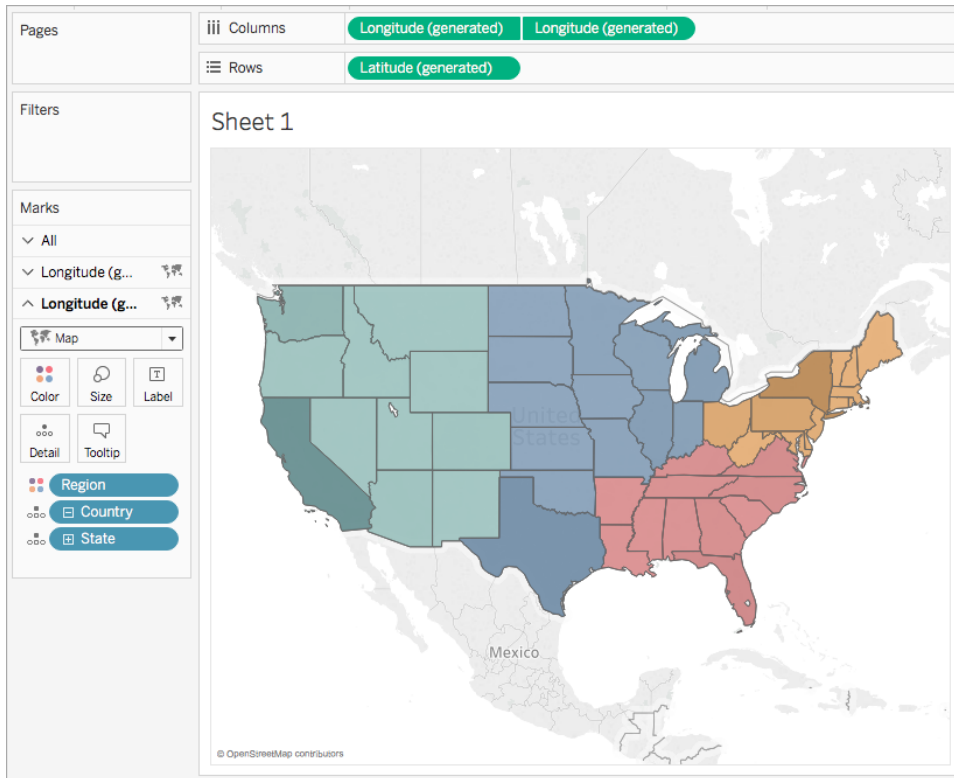 Pages
iii Columns
Longitude (generated) Longitude (generated)
Rows
Latitude (generated)
Filters
Sheet 1
Marks
All
Longitude (g...
Longitude (g...
Map
Color Size Label
Detail Tooltip
Region
Country
State
United
States
Mexico
© OpenStreetMap contributors